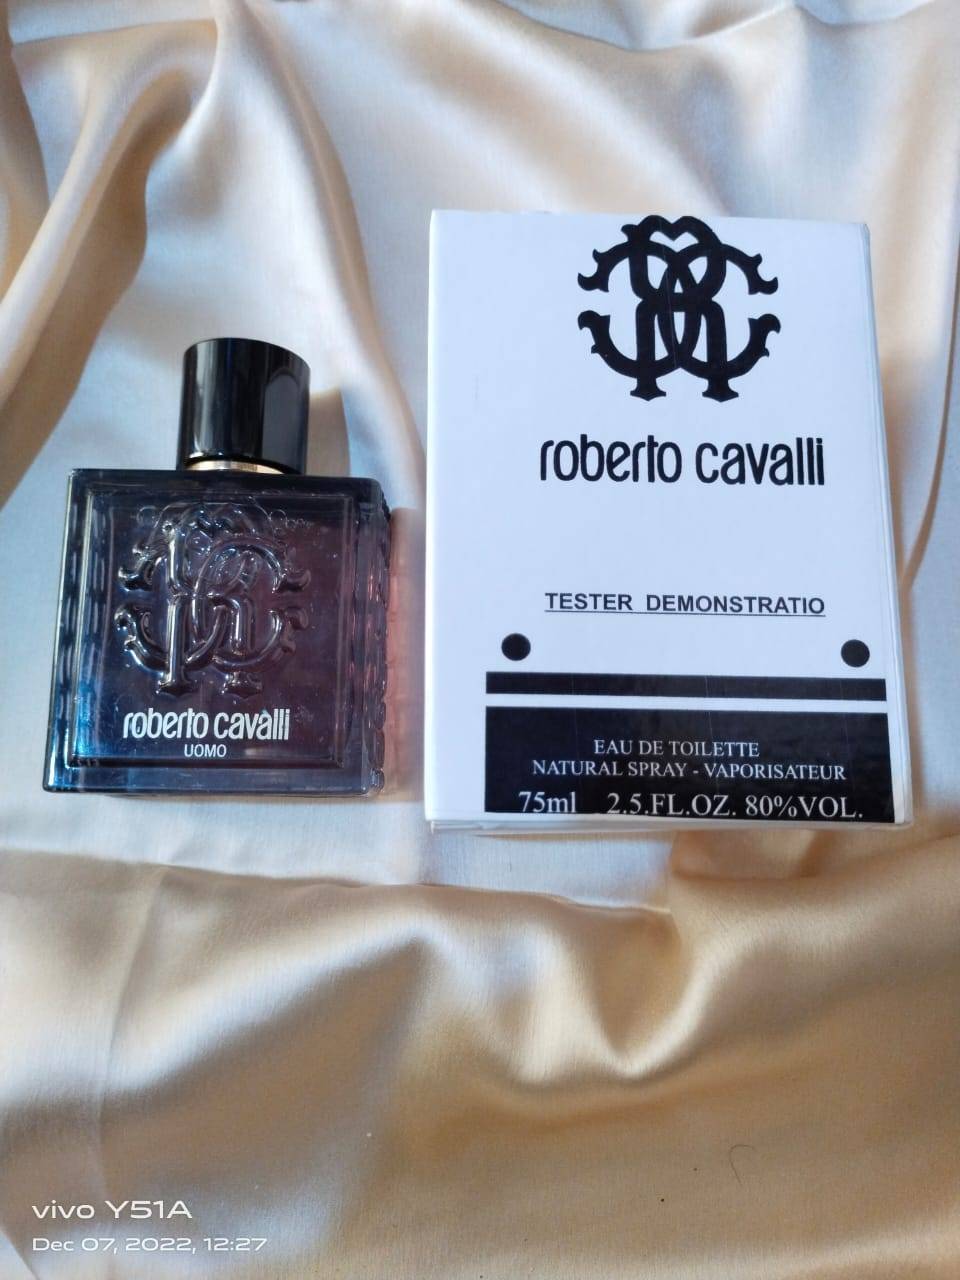 roberto cavalli
UOMO
roberto cavalli
TESTER DEMONSTRATIO
EAU DE TOILETTE
NATURAL SPRAY - VAPORISATEUR
75ml 2.5.FL.OZ. 80%VOL.
vivo Y51A
Dec 07, 2022, 12:27